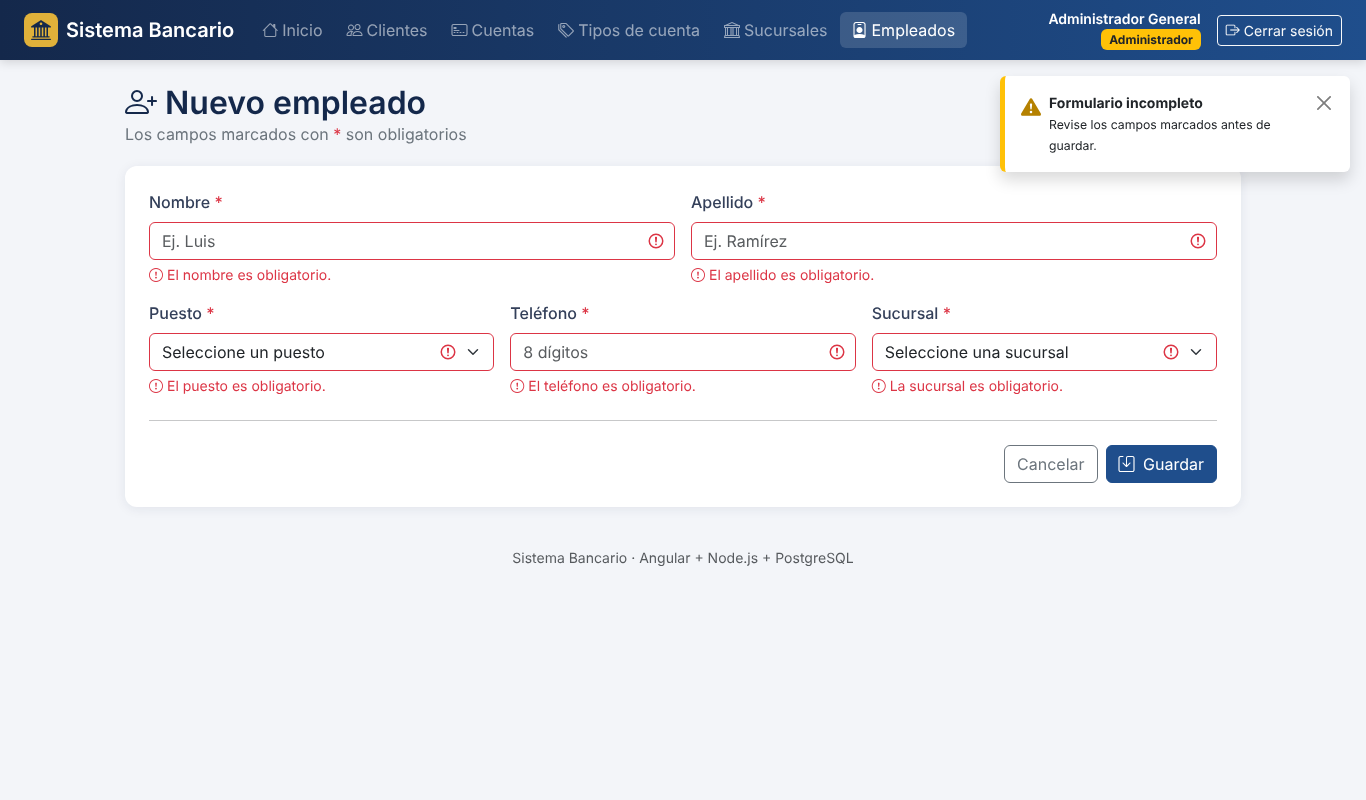 Sistema Bancario
Inicio
Clientes
Cuentas
Tipos de cuenta
Sucursales
Empleados
Administrador General
Administrador
Cerrar sesión
Formulario incompleto
Revise los campos marcados antes de
guardar.
Nuevo empleado
Los campos marcados con * son obligatorios
Nombre *
Ej. Luis
El nombre es obligatorio.
Apellido *
Ej. Ramírez
El apellido es obligatorio.
Puesto *
Seleccione un puesto
El puesto es obligatorio.
Teléfono *
8 dígitos
El teléfono es obligatorio.
Sucursal *
Seleccione una sucursal
La sucursal es obligatorio.
Cancelar
Guardar
Sistema Bancario · Angular + Node.js + PostgreSQL